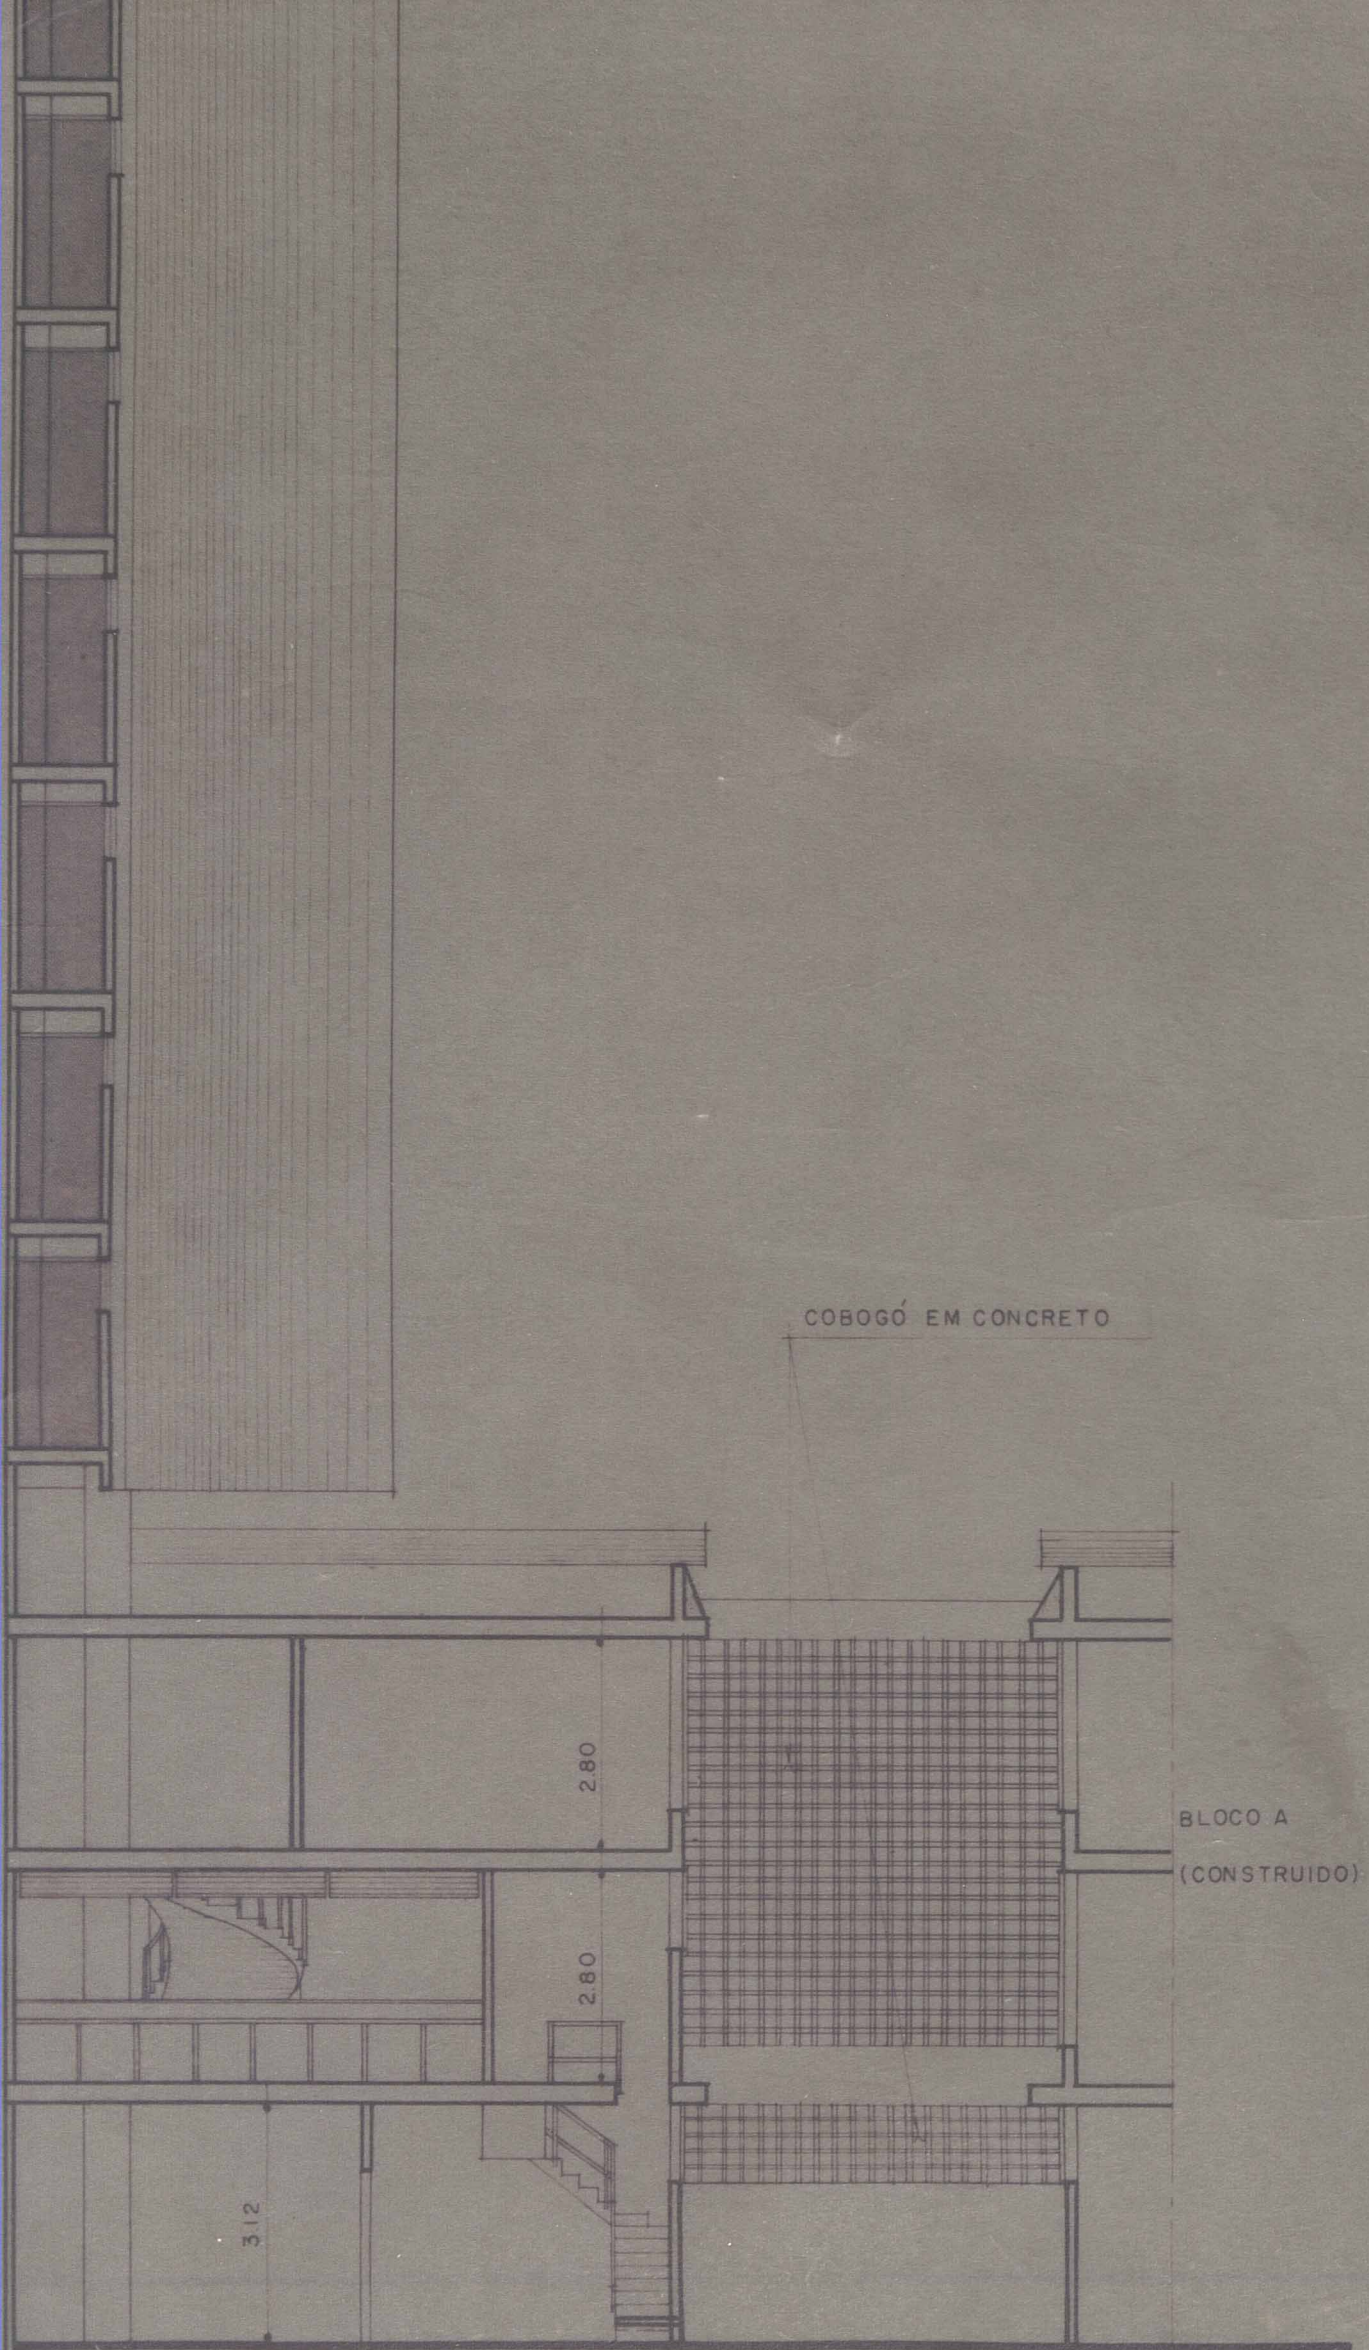 COBOGÓ EM CONCRETO
2.80
BLOCO A
(CONSTRUIDO)
2.80
3.12